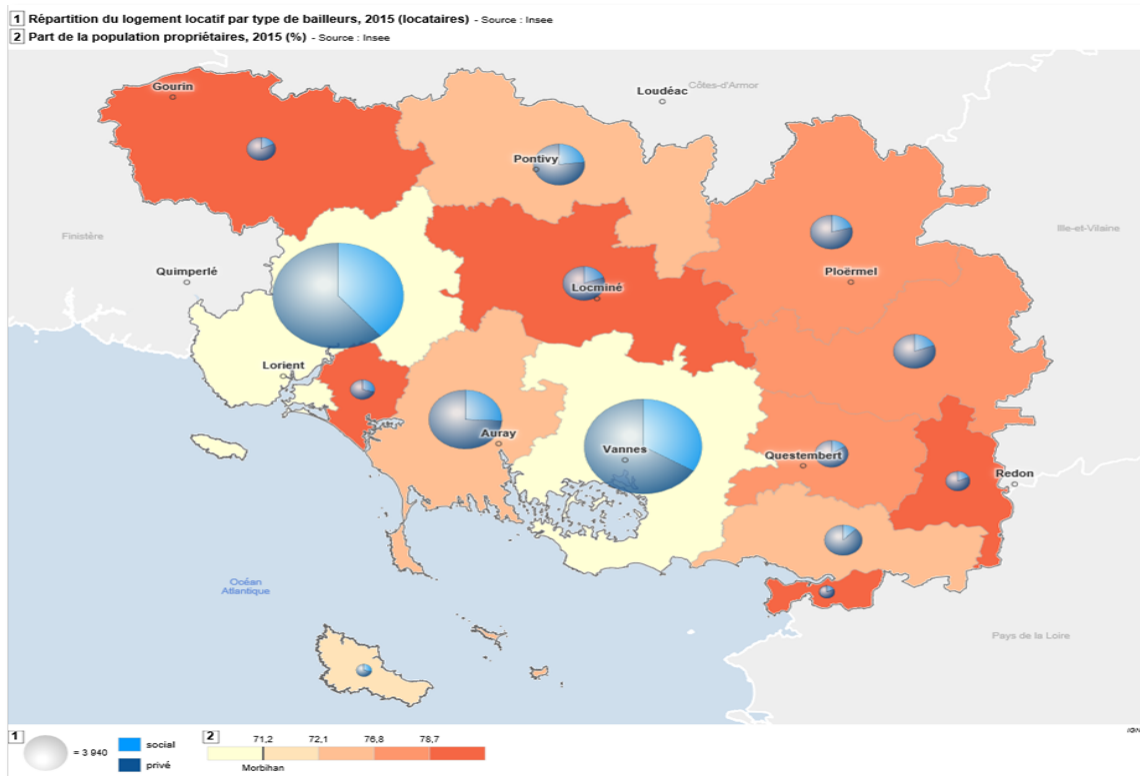 1 Répartition du logement locatif par type de bailleurs, 2015 (locataires) - Source : Insee
2 Part de la population propriétaires, 2015 (%) - Source : Insee
Gourin
Loudéac
Côtes-d'Armor
Pontivy
Finistère
Ille-et-Vilaine
Quimperlé
Ploërmel
Locminé
Lorient
Auray
Vannes
Questembert
Redon
Océan
Atlantique
Pays de la Loire
1
= 3 940
social
privé
2
71,2 72,1 76,8 78,7
Morbihan